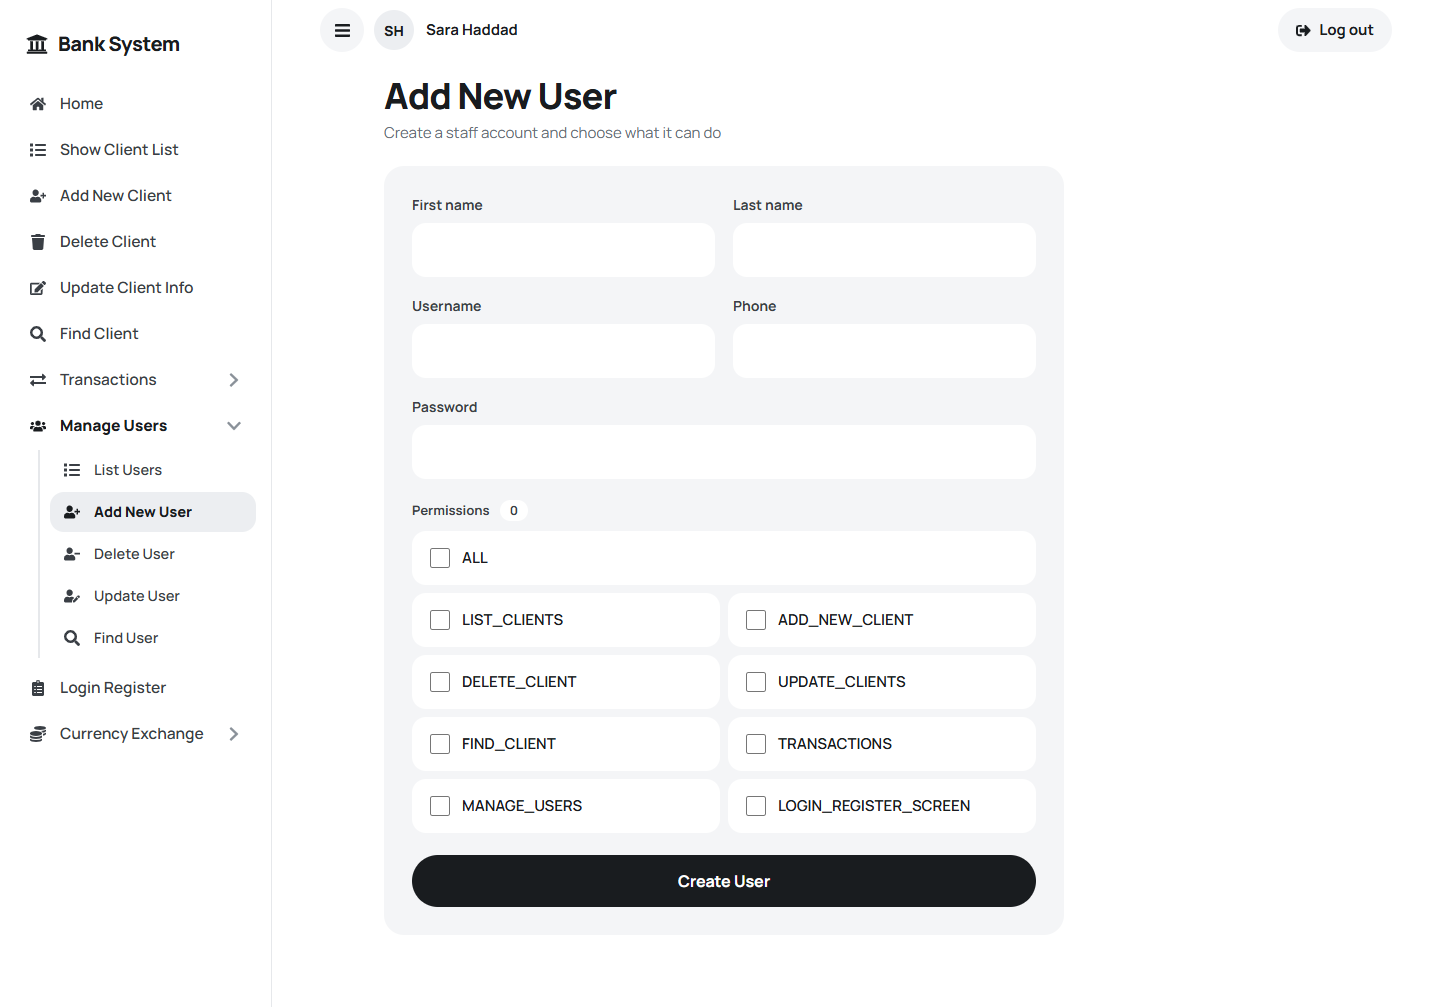 Bank System
Home
Show Client List
Add New Client
Delete Client
Update Client Info
Find Client
Transactions
Manage Users
List Users
Add New User
Delete User
Update User
Find User
Login Register
Currency Exchange
SH
Sara Haddad
Log out
Add New User
Create a staff account and choose what it can do
First name
Last name
Username
Phone
Password
Permissions 0
ALL
LIST_CLIENTS
ADD_NEW_CLIENT
DELETE_CLIENT
UPDATE_CLIENTS
FIND_CLIENT
TRANSACTIONS
MANAGE_USERS
LOGIN_REGISTER_SCREEN
Create User